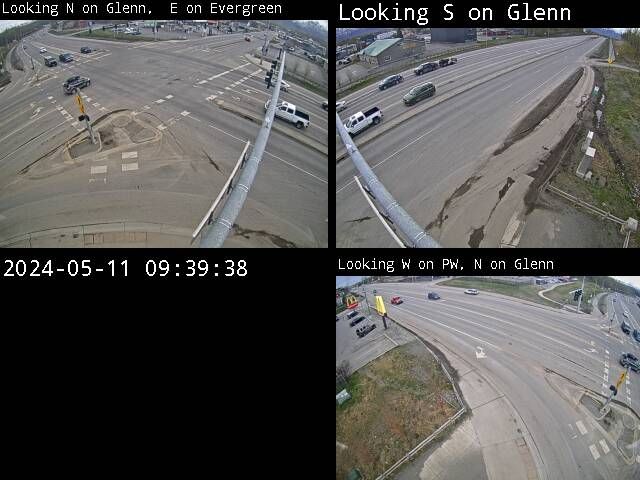 Looking N on Glenn,  E on Evergreen
Looking S on Glenn
2024-05-11 09:39:38
Looking W on PW, N on Glenn